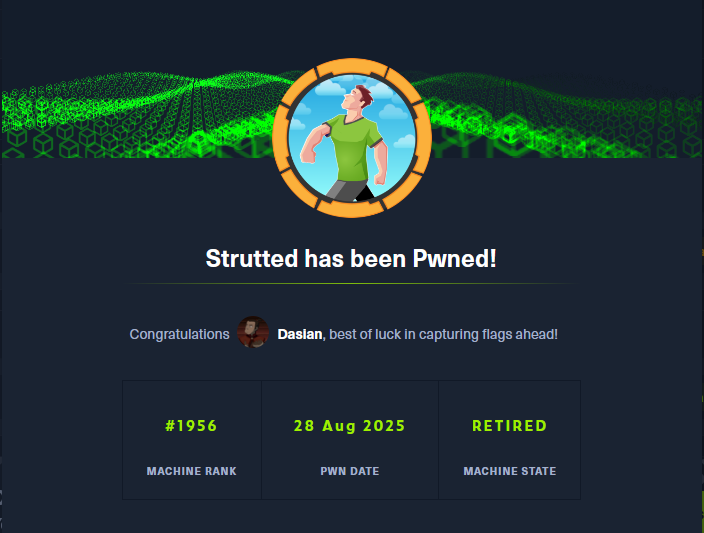 Strutted has been Pwned!
Congratulations Dasian, best of luck in capturing flags ahead!
#1956 28 Aug 2025 RETIRED
MACHINE RANK PWN DATE MACHINE STATE